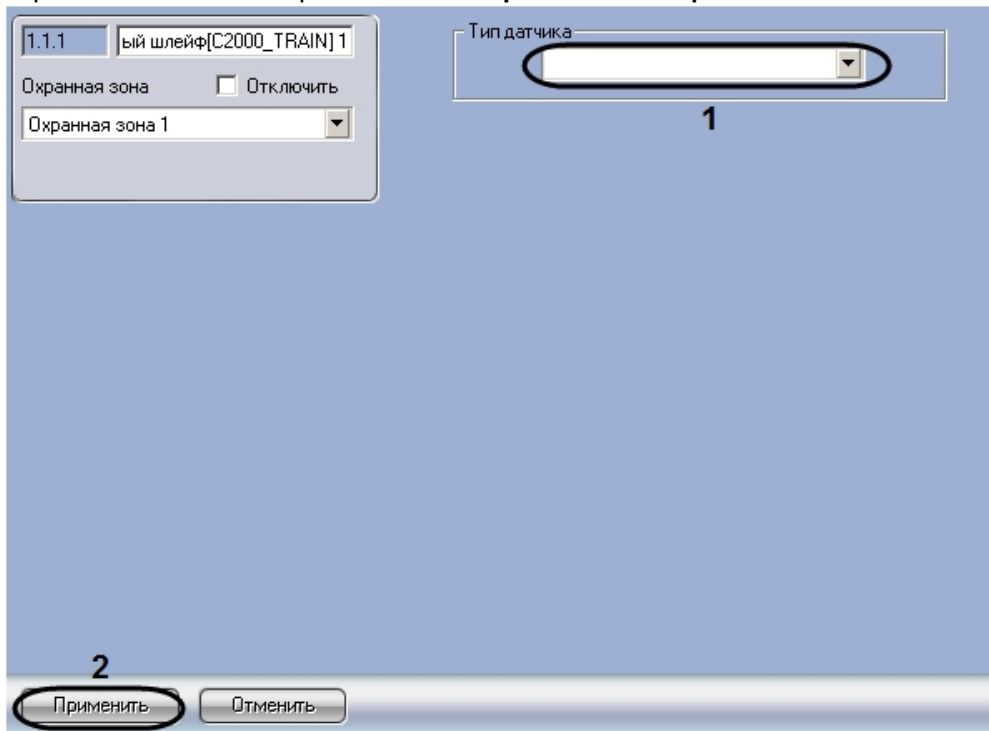 1.1.1 ый шлейф[C2000_TRAIN] 1
Охранная зона Отключить
Охранная зона 1
Тип датчика
1
2
Применить Отменить